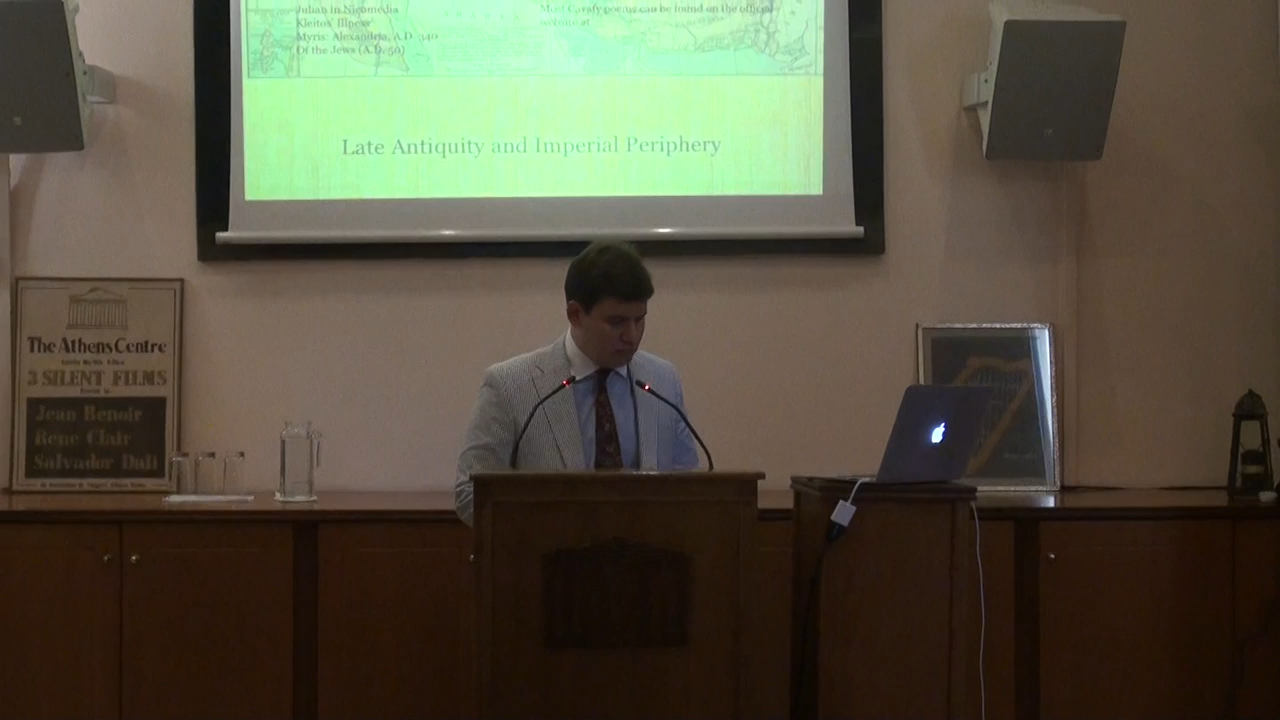 Julian in Nicomedia
Kleitos' Illness
Myris: Alexandria, A.D. 340
Of the Jews (A.D. 50)
Most Cavafy poems can be found on the official
website at
Late Antiquity and Imperial Periphery
The Athens Centre
3 SILENT FILMS
Jean Renoir
Rene Clair
Salvador Dali